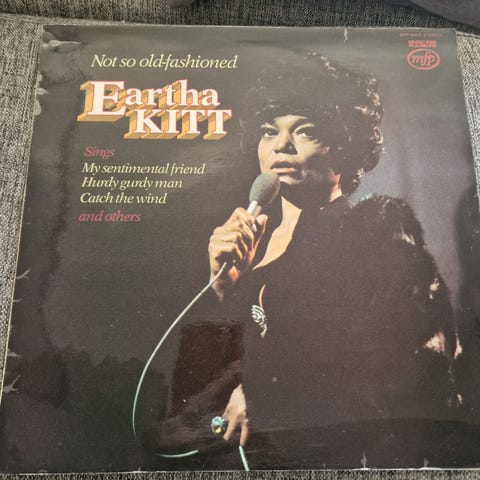 Not so old-fashioned
Eartha
KITT
Sings
My sentimental friend
Hurdy gurdy man
Catch the wind
and others
mfp